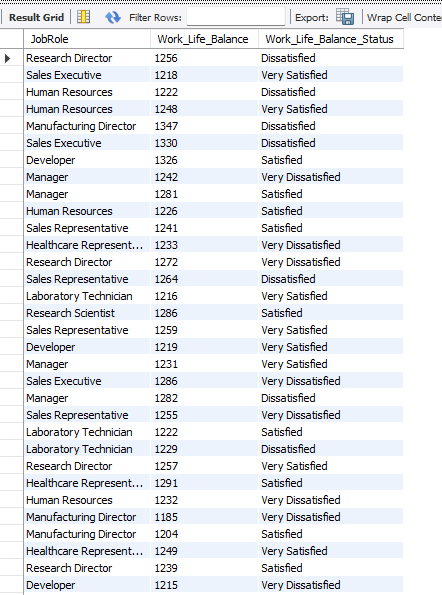 Result Grid Filter Rows: Export: Wrap Cell Conte
JobRole Work_Life_Balance Work_Life_Balance_Status
Research Director 1256 Dissatisfied
Sales Executive 1218 Very Satisfied
Human Resources 1222 Dissatisfied
Human Resources 1248 Very Satisfied
Manufacturing Director 1347 Dissatisfied
Sales Executive 1330 Dissatisfied
Developer 1326 Satisfied
Manager 1242 Very Dissatisfied
Manager 1281 Satisfied
Human Resources 1226 Satisfied
Sales Representative 1241 Satisfied
Healthcare Represent... 1233 Very Dissatisfied
Research Director 1272 Very Dissatisfied
Sales Representative 1264 Dissatisfied
Laboratory Technician 1216 Very Satisfied
Research Scientist 1286 Satisfied
Sales Representative 1259 Very Satisfied
Developer 1219 Very Satisfied
Manager 1231 Very Satisfied
Sales Executive 1286 Very Dissatisfied
Manager 1282 Dissatisfied
Sales Representative 1255 Very Dissatisfied
Laboratory Technician 1222 Satisfied
Laboratory Technician 1229 Dissatisfied
Research Director 1257 Very Satisfied
Healthcare Represent... 1291 Satisfied
Human Resources 1232 Very Dissatisfied
Manufacturing Director 1185 Very Dissatisfied
Manufacturing Director 1204 Satisfied
Healthcare Represent... 1249 Very Satisfied
Research Director 1239 Satisfied
Developer 1215 Very Dissatisfied